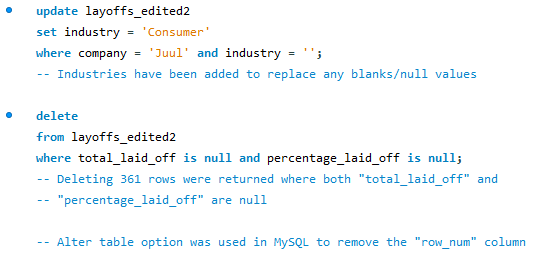 update layoffs_edited2
set industry = 'Consumer'
where company = 'Juul' and industry = '';
-- Industries have been added to replace any blanks/null values
delete
from layoffs_edited2
where total_laid_off is null and percentage_laid_off is null;
-- Deleting 361 rows were returned where both "total_laid_off" and
-- "percentage_laid_off" are null
-- Alter table option was used in MySQL to remove the "row_num" column